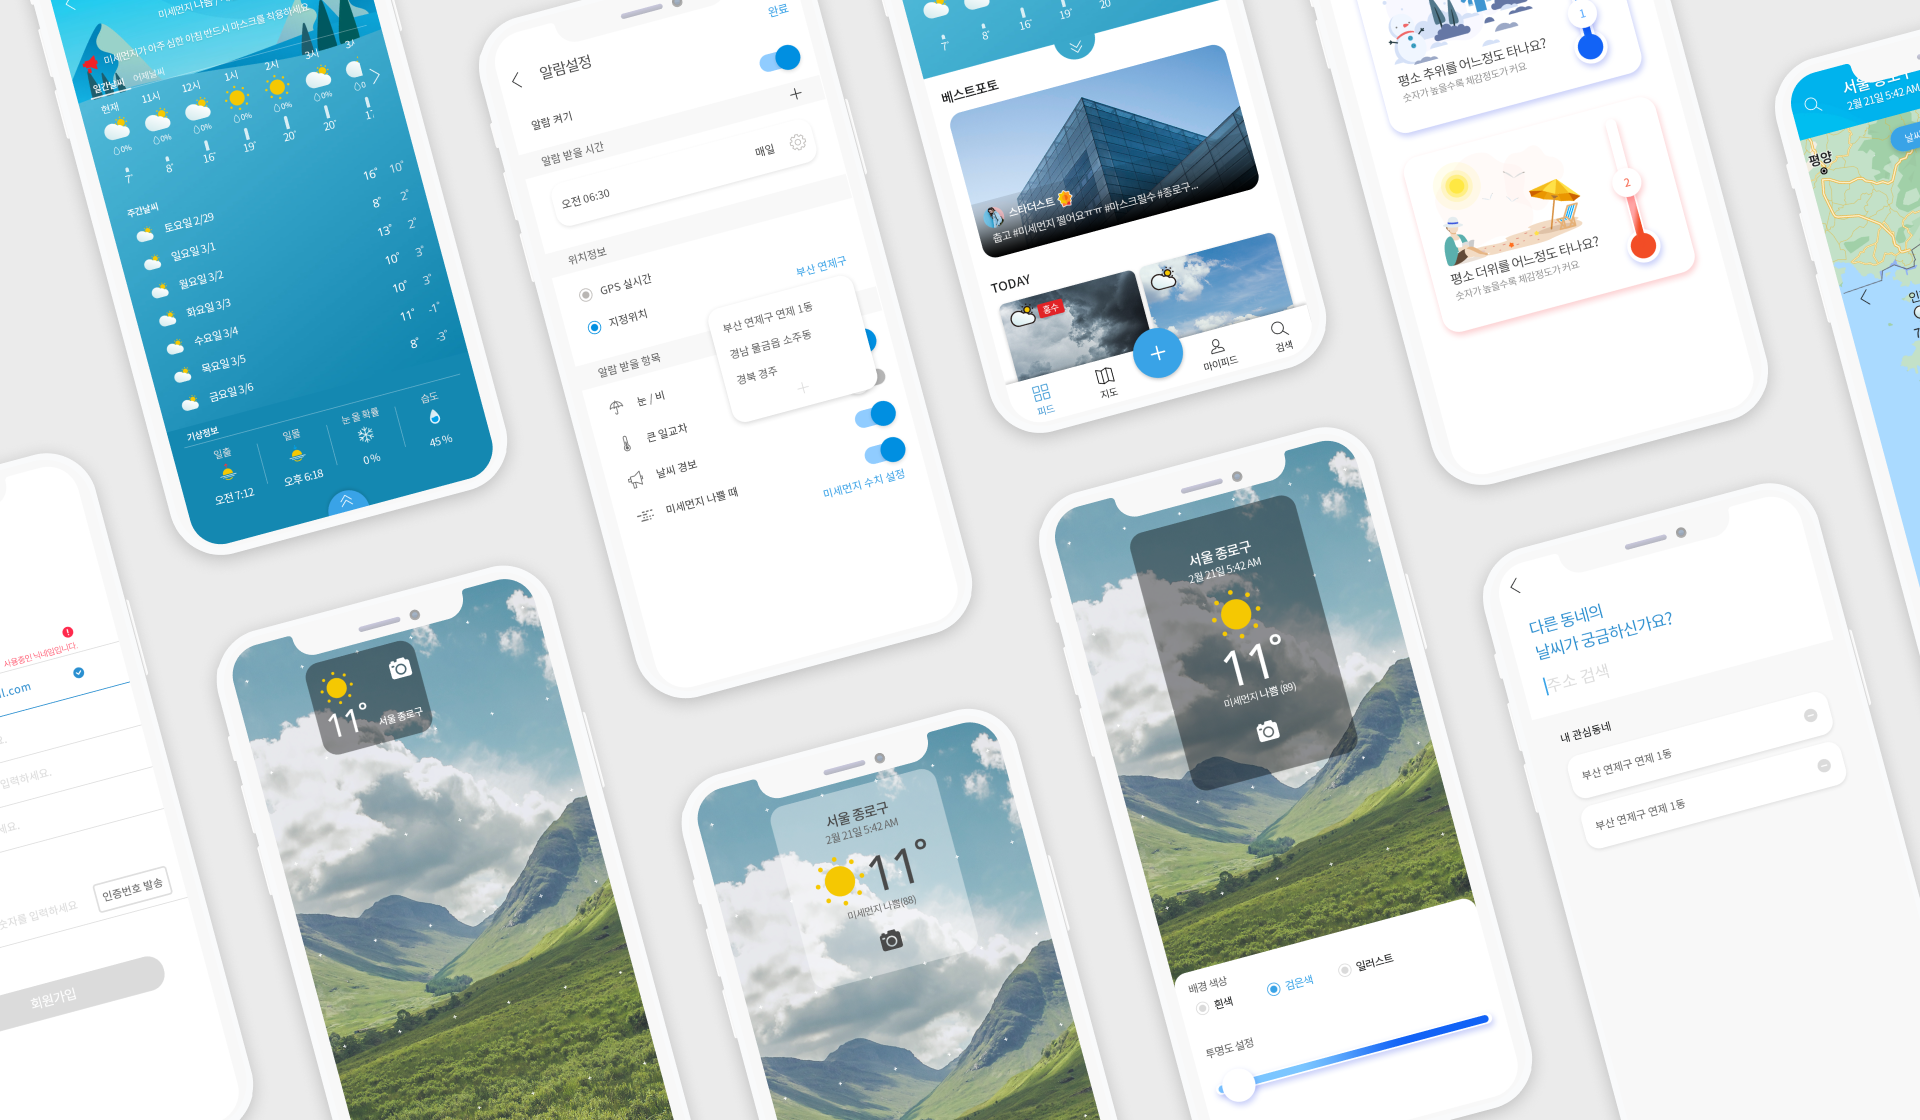 미세먼지가 아주 심한 아침 반드시 마스크를 착용하세요
일간날씨 어제날씨
현재 11시 12시 1시 2시 3시
0% 0% 0% 0% 0% 0%
7° 8° 16° 19° 20° 20°
주간날씨
토요일 2/29 16° 10°
일요일 3/1 8° 2°
월요일 3/2 13° 2°
화요일 3/3 10° 3°
수요일 3/4 10° 3°
목요일 3/5 11° -1°
금요일 3/6 8° -3°
기상정보
일출 일몰 눈 올 확률 습도
오전 7:12 오후 6:18 0% 45%
완료
알람설정
알람 켜기
알람 받을 시간
오전 06:30 매일
위치정보
GPS 실시간
지정위치
부산 연제구
부산 연제구 연제 1동
경남 물금읍 소주동
경북 경주
알람 받을 항목
눈 / 비
큰 일교차
날씨 경보
미세먼지 나쁠 때
미세먼지 수치 설정
7° 8° 16° 19° 20°
베스트포토
스타더스트
춥고 #미세먼지 쩔어요ㅠㅠ #마스크필수 #종로구...
TODAY
홍수
피드
지도
마이피드
검색
1
평소 추위를 어느정도 타나요?
숫자가 높을수록 체감정도가 커요
2
평소 더위를 어느정도 타나요?
숫자가 높을수록 체감정도가 커요
서울 종로구
2월 21일 5:42 AM
평양
사용중인 닉네임입니다.
입력하세요.
숫자를 입력하세요
인증번호 발송
회원가입
11°
서울 종로구
서울 종로구
2월 21일 5:42 AM
11°
미세먼지 나쁨(88)
서울 종로구
2월 21일 5:42 AM
11°
미세먼지 나쁨 (89)
배경 색상
흰색
검은색
일러스트
투명도 설정
다른 동네의
날씨가 궁금하신가요?
주소 검색
내 관심동네
부산 연제구 연제 1동
부산 연제구 연제 1동